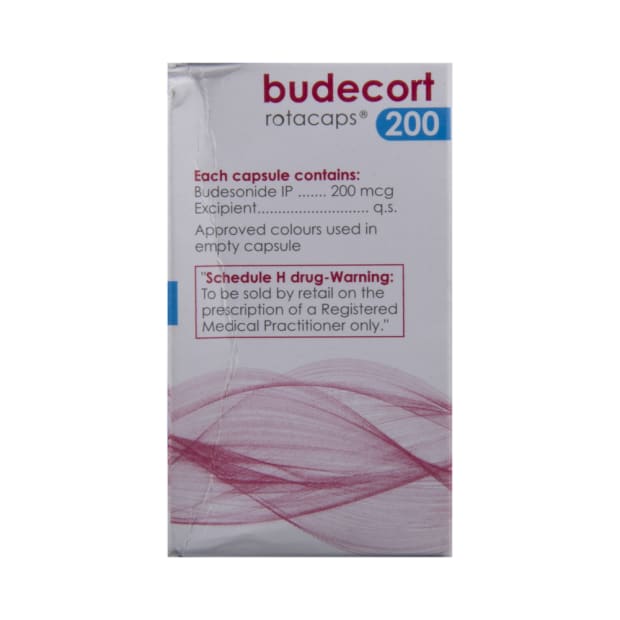 budecort
rotacaps® 200
Each capsule contains:
Budesonide IP ....... 200 mcg
Excipient........................... q.s.
Approved colours used in
empty capsule
"Schedule H drug-Warning:
To be sold by retail on the
prescription of a Registered
Medical Practitioner only."